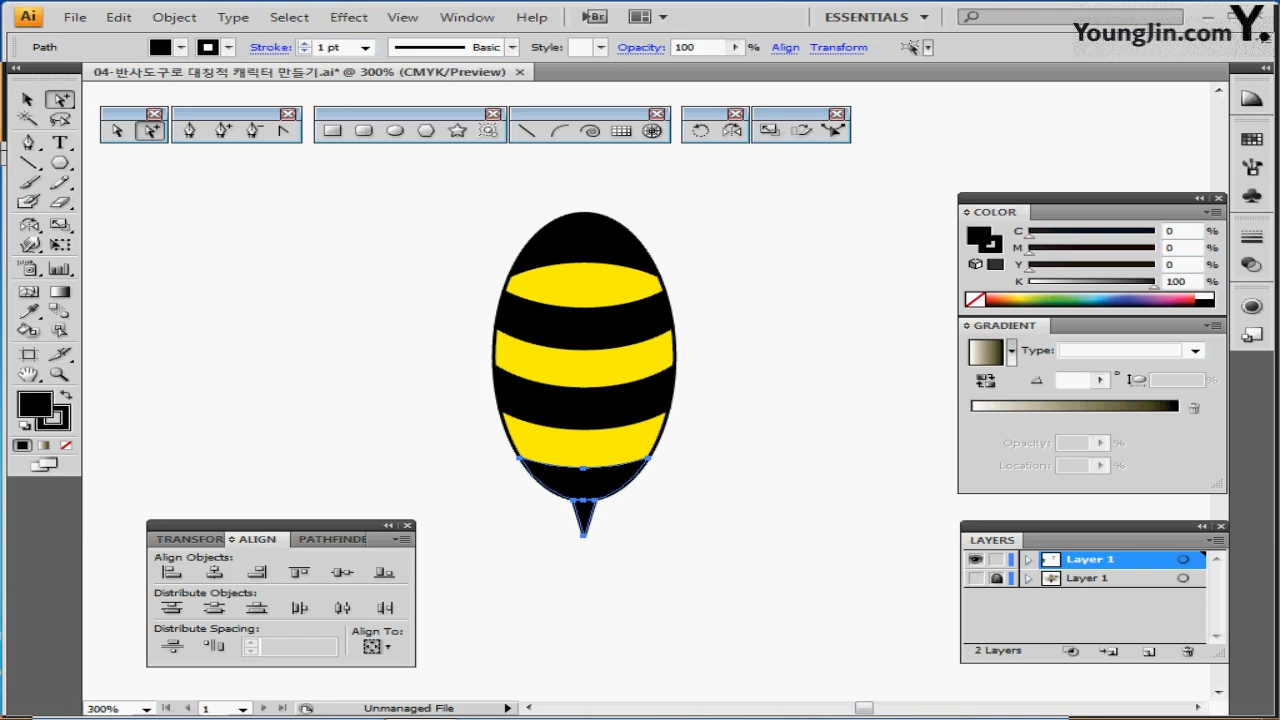 Ai File Edit Object Type Select Effect View Window Help Br ESSENTIALS
YoungJin.com Y.
Path Stroke: 1 pt Basic Style: Opacity: 100 % Align Transform
04-반사도구로 대칭적 캐릭터 만들기.ai* @ 300% (CMYK/Preview)
COLOR
C 0 %
M 0 %
Y 0 %
K 100 %
GRADIENT
Type:
Opacity: %
Location: %
TRANSFOR ALIGN PATHFINDE
Align Objects:
Distribute Objects:
Distribute Spacing: Align To:
LAYERS
Layer 1
Layer 1
2 Layers
300% 1 Unmanaged File